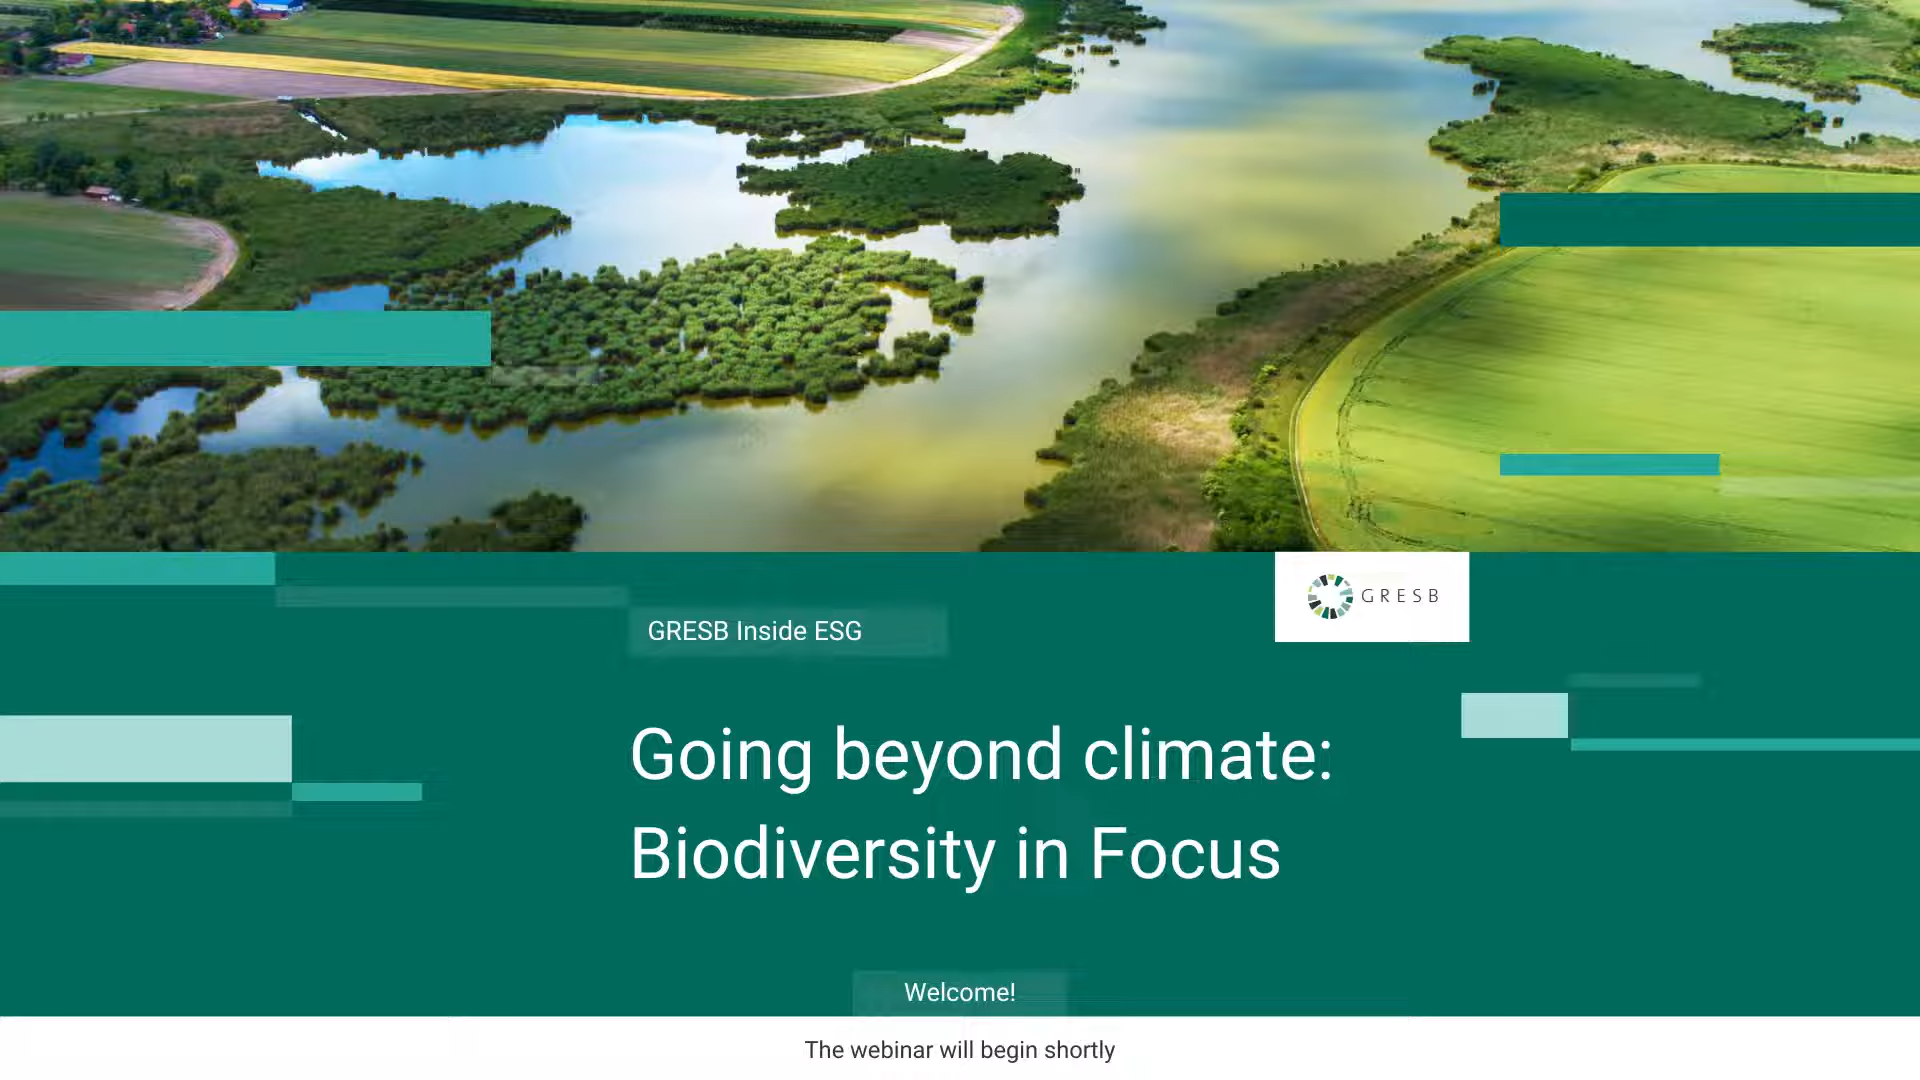 GRESB Inside ESG
GRESB
Going beyond climate:
Biodiversity in Focus
Welcome!
The webinar will begin shortly